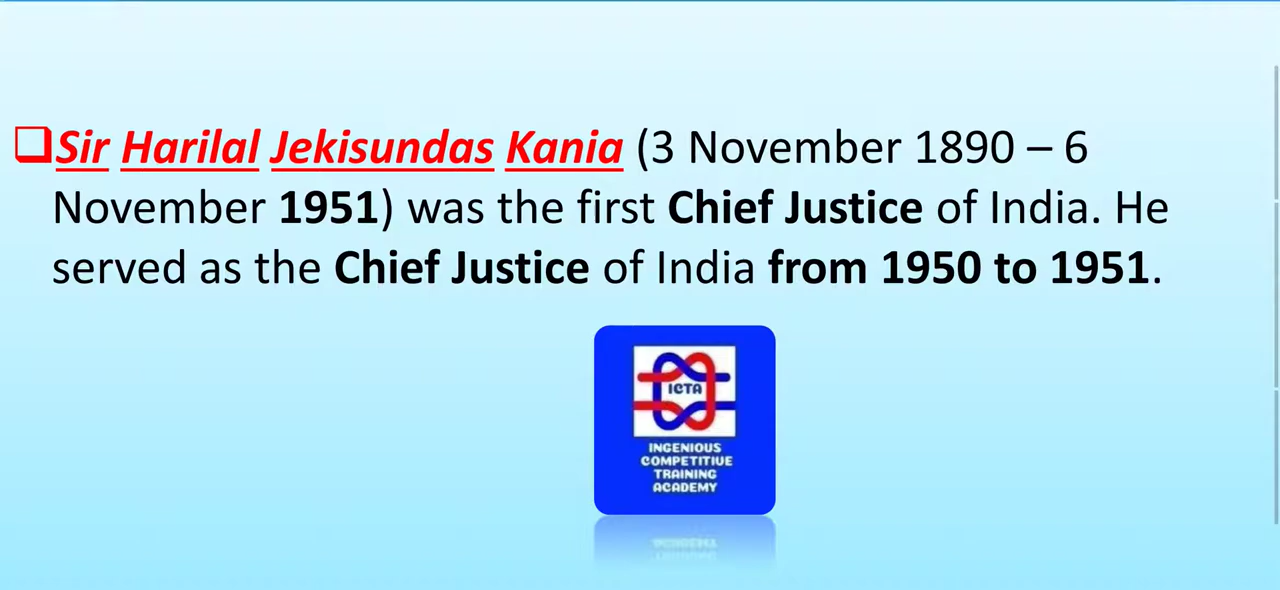 Sir Harilal Jekisundas Kania (3 November 1890 – 6
November 1951) was the first Chief Justice of India. He
served as the Chief Justice of India from 1950 to 1951.
ICTA
INGENIOUS
COMPETITIVE
TRAINING
ACADEMY